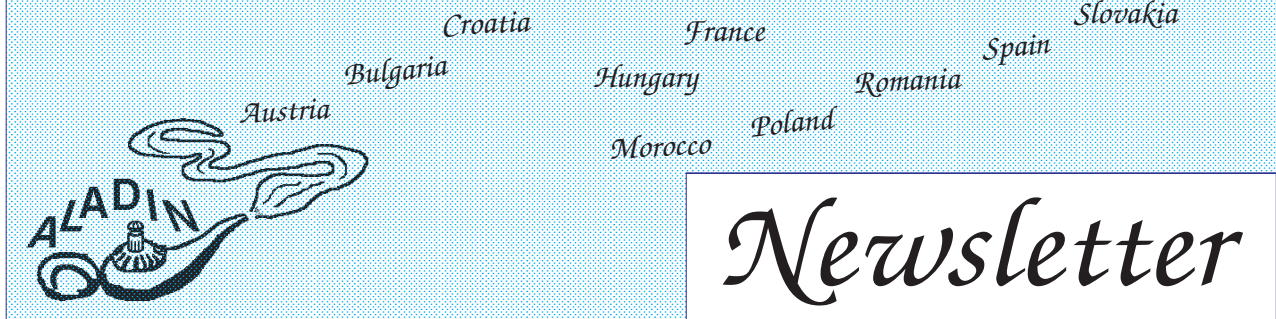 Slovakia
Croatia
France
Spain
Bulgaria
Hungary
Romania
Austria
Poland
Morocco
ALADIN
Newsletter